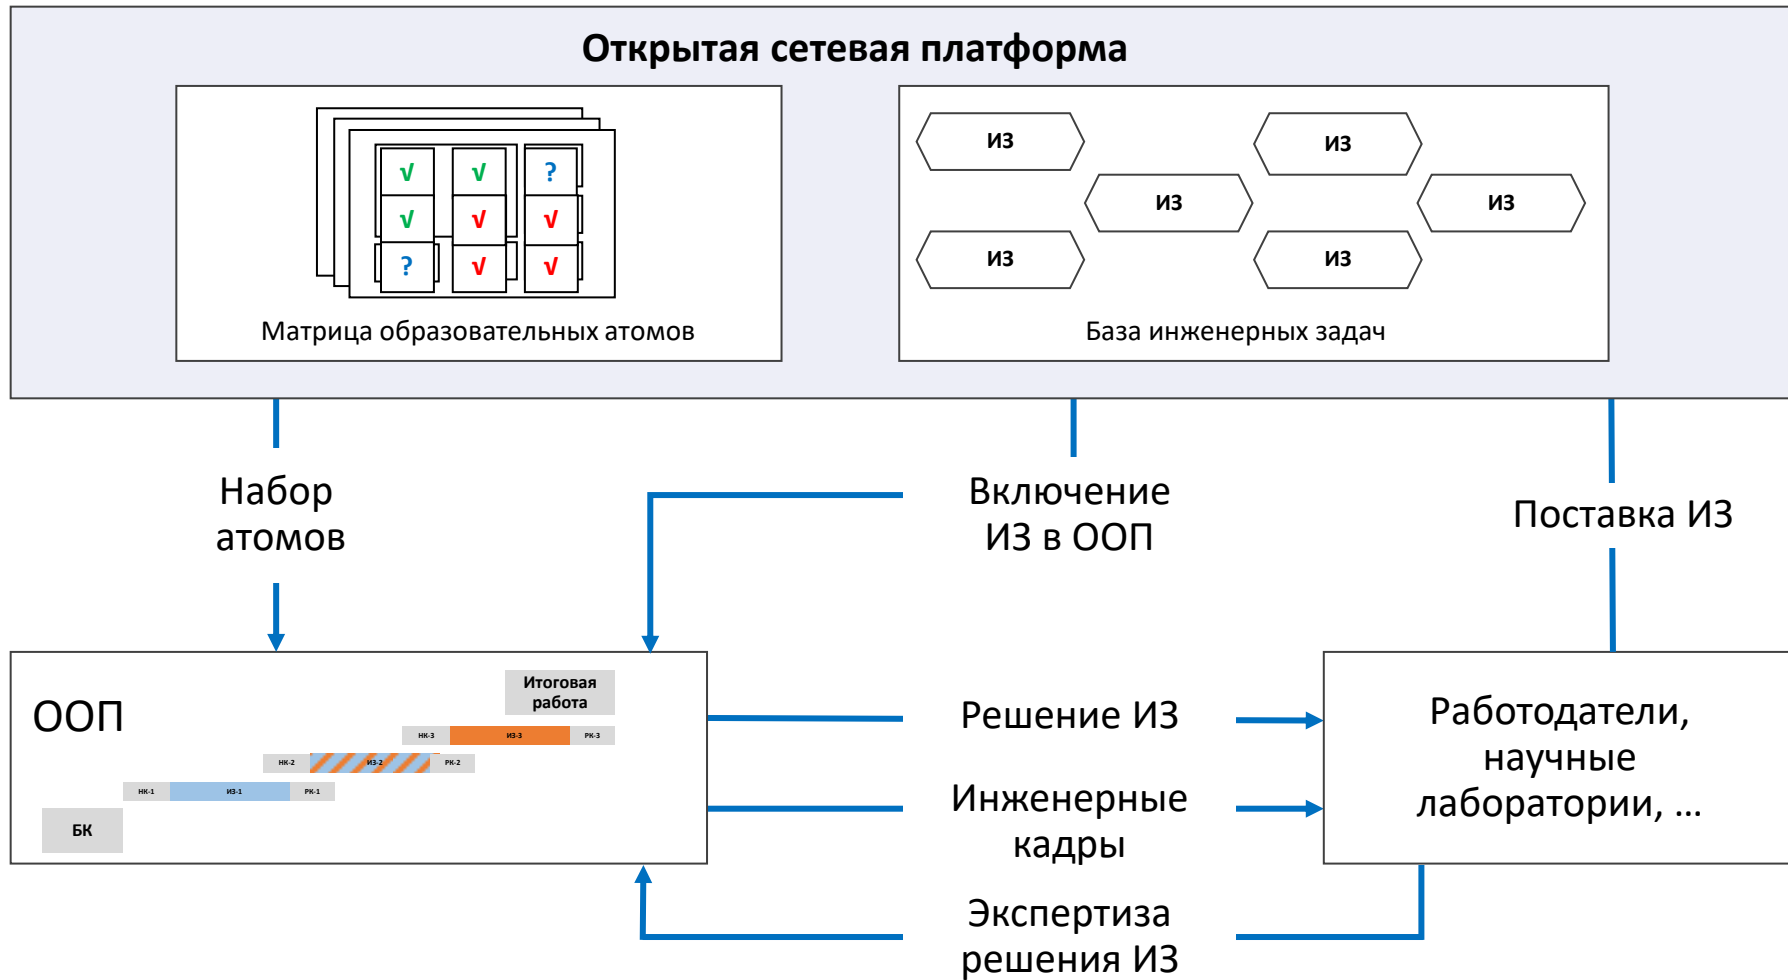 Открытая сетевая платформа
√ √ ?
√ √ √
? √ √
Матрица образовательных атомов
ИЗ
ИЗ
ИЗ
ИЗ
ИЗ
ИЗ
База инженерных задач
Набор
атомов
Включение
ИЗ в ООП
Поставка ИЗ
ООП
Итоговая
работа
НК-3 ИЗ-3 РК-3
НК-2 ИЗ-2 РК-2
НК-1 ИЗ-1 РК-1
БК
Решение ИЗ
Инженерные
кадры
Экспертиза
решения ИЗ
Работодатели,
научные
лаборатории, ...